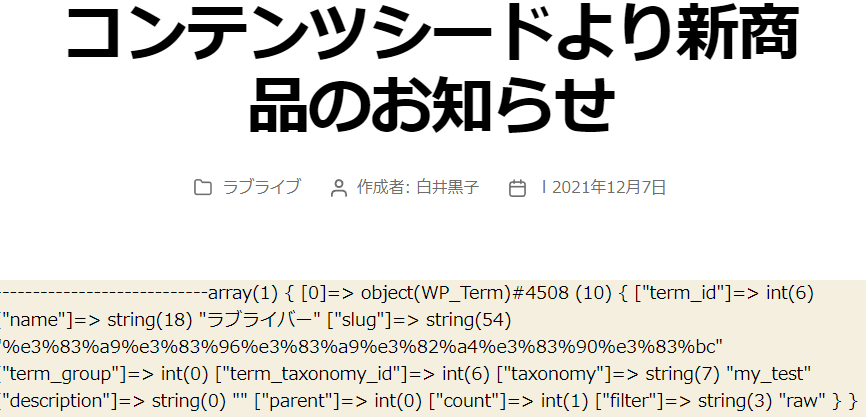 コンテンツシードより新商
品のお知らせ
ラブライブ 作成者: 白井黒子 l 2021年12月7日
----------------------------array(1) { [0]=> object(WP_Term)#4508 (10) { ["term_id"]=> int(6)
["name"]=> string(18) "ラブライバー" ["slug"]=> string(54)
"%e3%83%a9%e3%83%96%e3%83%a9%e3%82%a4%e3%83%90%e3%83%bc"
["term_group"]=> int(0) ["term_taxonomy_id"]=> int(6) ["taxonomy"]=> string(7) "my_test"
["description"]=> string(0) "" ["parent"]=> int(0) ["count"]=> int(1) ["filter"]=> string(3) "raw" } }